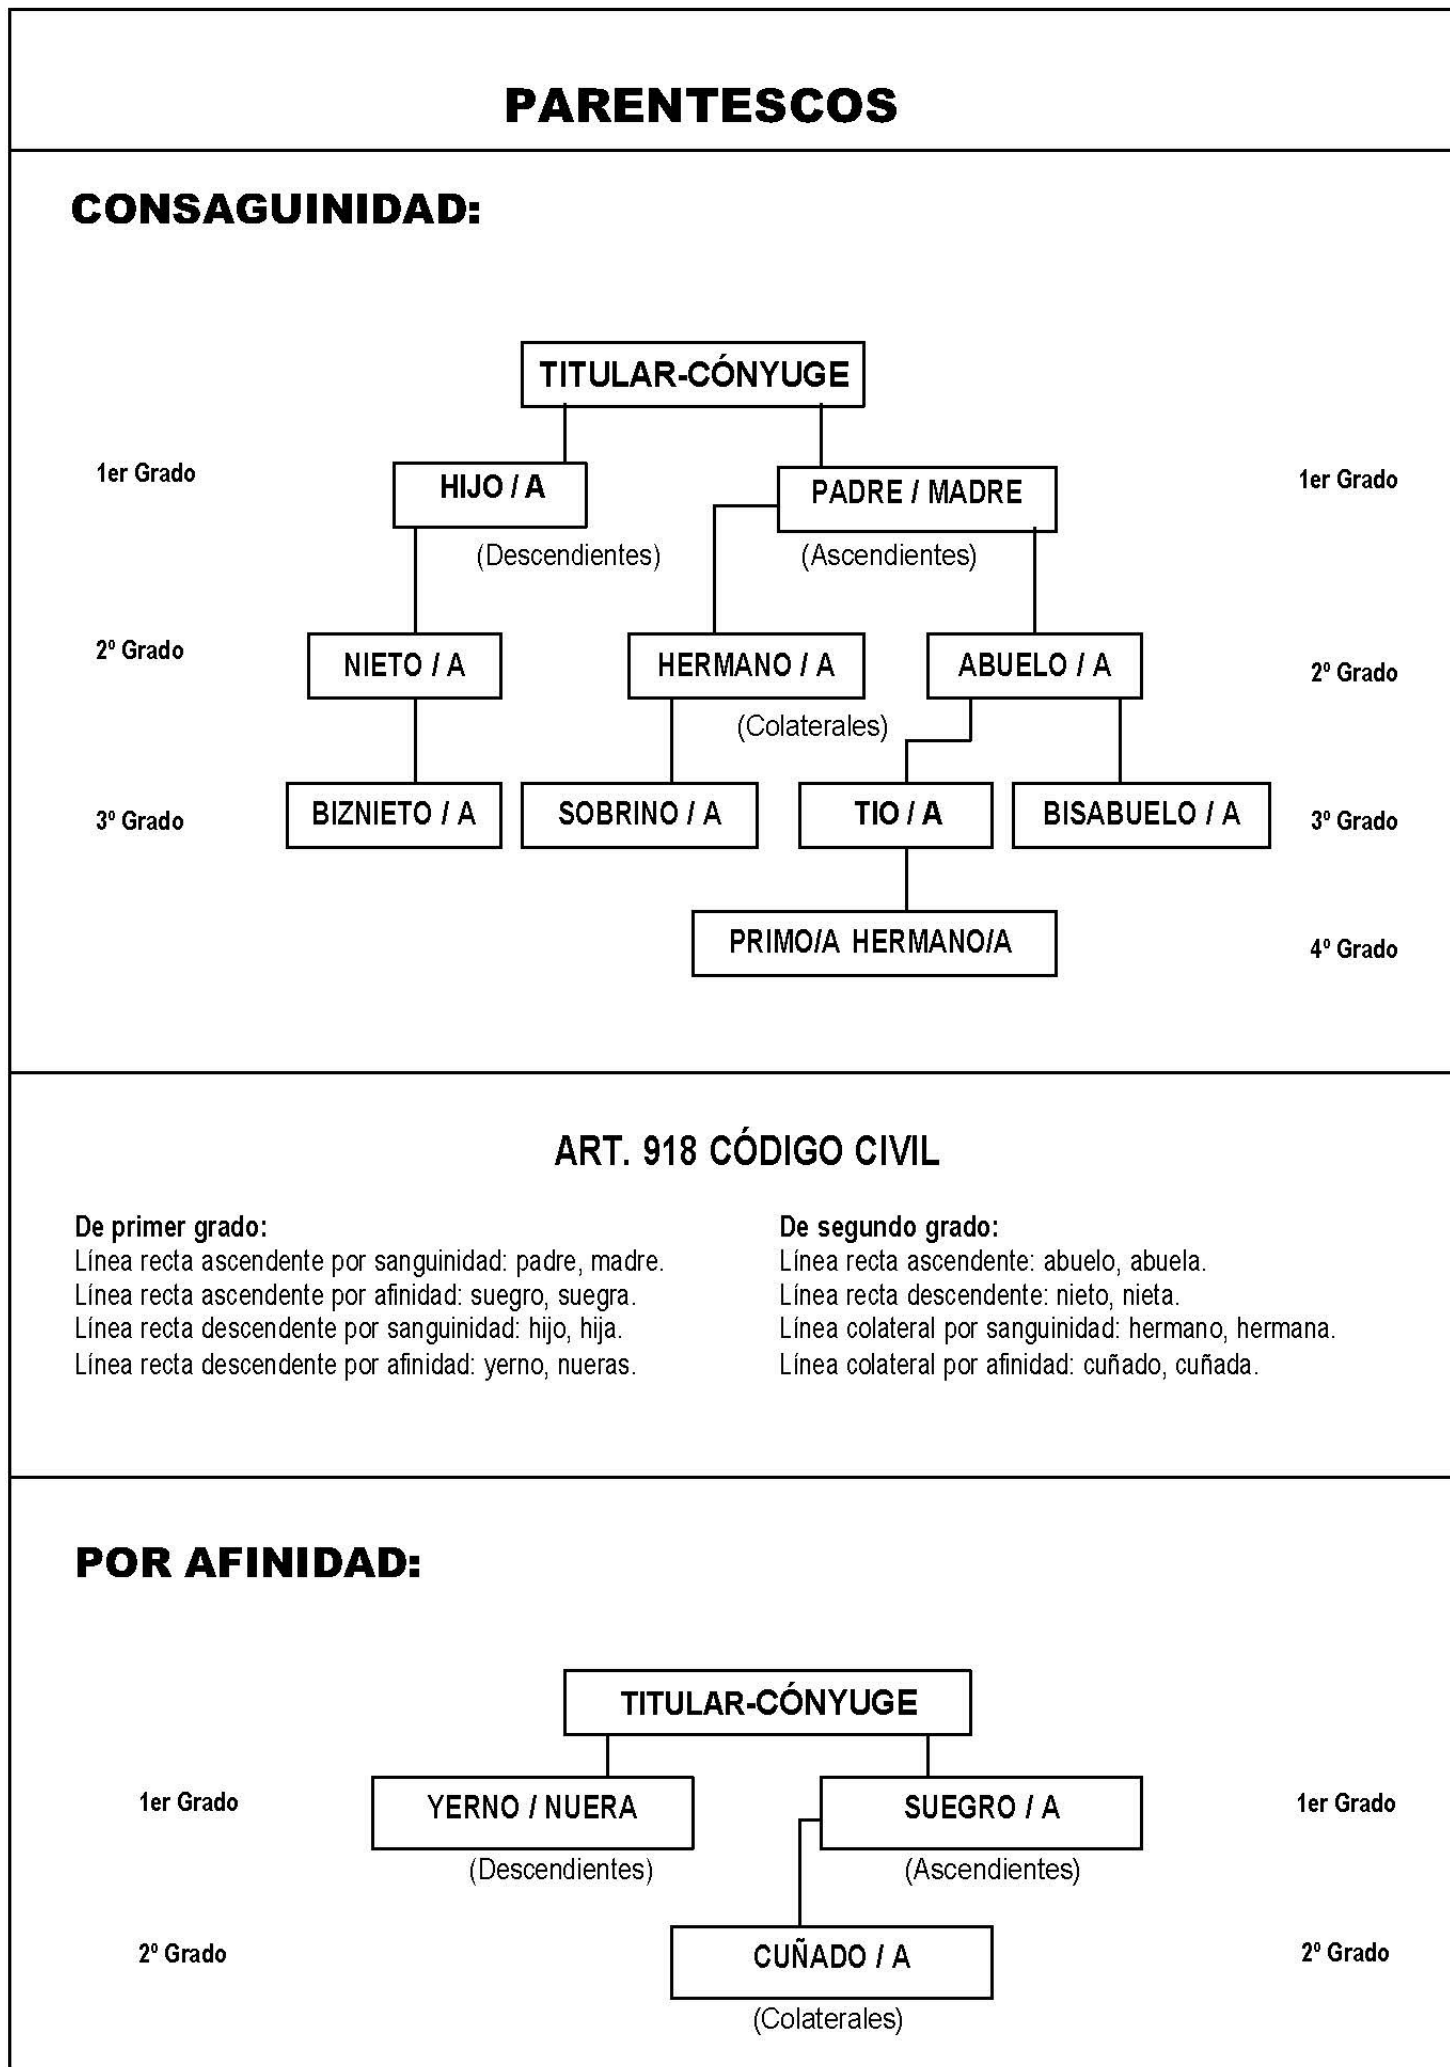 PARENTESCOS
CONSAGUINIDAD:
TITULAR-CÓNYUGE
1er Grado
HIJO / A
PADRE / MADRE
1er Grado
(Descendientes)
(Ascendientes)
2º Grado
NIETO / A
HERMANO / A
ABUELO / A
2º Grado
(Colaterales)
3º Grado
BIZNIETO / A
SOBRINO / A
TIO / A
BISABUELO / A
3º Grado
PRIMO/A HERMANO/A
4º Grado
ART. 918 CÓDIGO CIVIL
De primer grado:
Línea recta ascendente por sanguinidad: padre, madre.
Línea recta ascendente por afinidad: suegro, suegra.
Línea recta descendente por sanguinidad: hijo, hija.
Línea recta descendente por afinidad: yerno, nueras.
De segundo grado:
Línea recta ascendente: abuelo, abuela.
Línea recta descendente: nieto, nieta.
Línea colateral por sanguinidad: hermano, hermana.
Línea colateral por afinidad: cuñado, cuñada.
POR AFINIDAD:
TITULAR-CÓNYUGE
1er Grado
YERNO / NUERA
SUEGRO / A
1er Grado
(Descendientes)
(Ascendientes)
2º Grado
CUÑADO / A
2º Grado
(Colaterales)